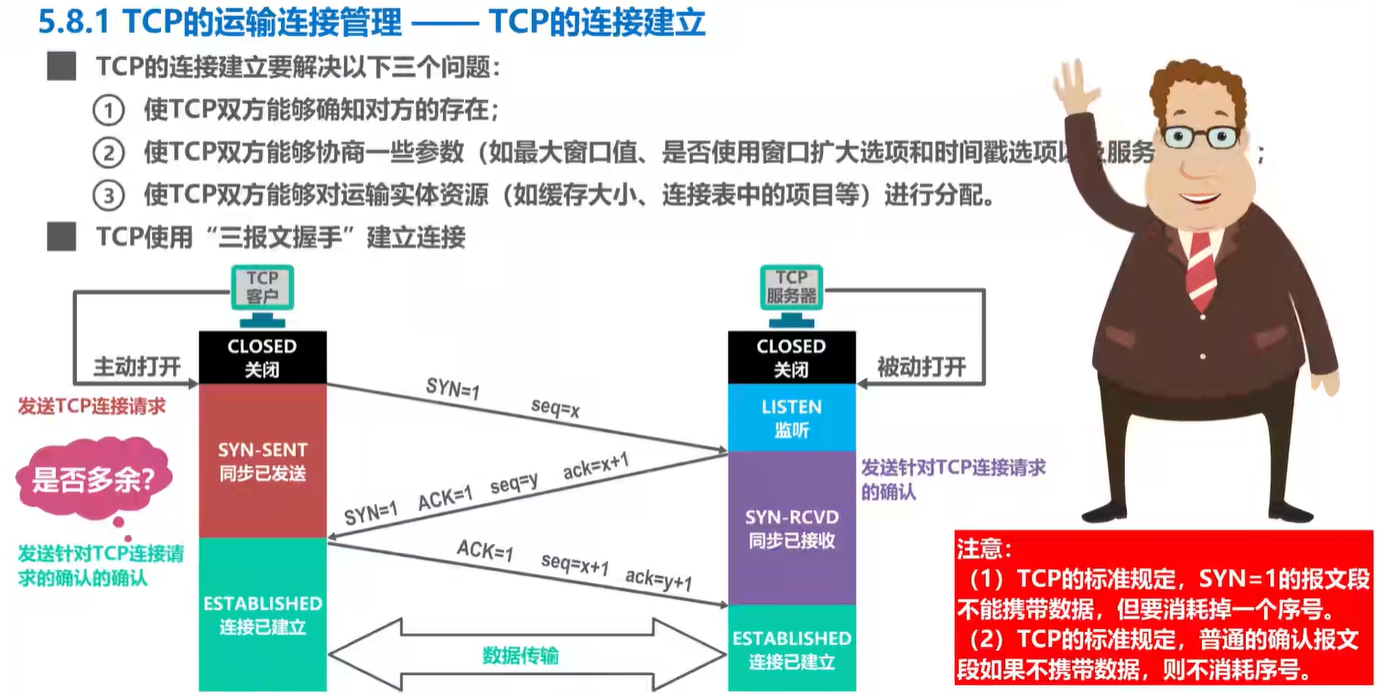 5.8.1 TCP的运输连接管理 —— TCP的连接建立
TCP的连接建立要解决以下三个问题：
① 使TCP双方能够确知对方的存在；
② 使TCP双方能够协商一些参数（如最大窗口值、是否使用窗口扩大选项和时间戳选项以及服务 ；
③ 使TCP双方能够对运输实体资源（如缓存大小、连接表中的项目等）进行分配。
TCP使用“三报文握手”建立连接
TCP
客户
TCP
服务器
CLOSED
关闭
CLOSED
关闭
主动打开
被动打开
发送TCP连接请求
SYN=1 seq=x
LISTEN
监听
SYN-SENT
同步已发送
是否多余？
SYN=1 ACK=1 seq=y ack=x+1
发送针对TCP连接请求
的确认
SYN-RCVD
同步已接收
发送针对TCP连接请
求的确认的确认
ACK=1 seq=x+1 ack=y+1
ESTABLISHED
连接已建立
ESTABLISHED
连接已建立
数据传输
注意：
（1）TCP的标准规定，SYN=1的报文段
不能携带数据，但要消耗掉一个序号。
（2）TCP的标准规定，普通的确认报文
段如果不携带数据，则不消耗序号。